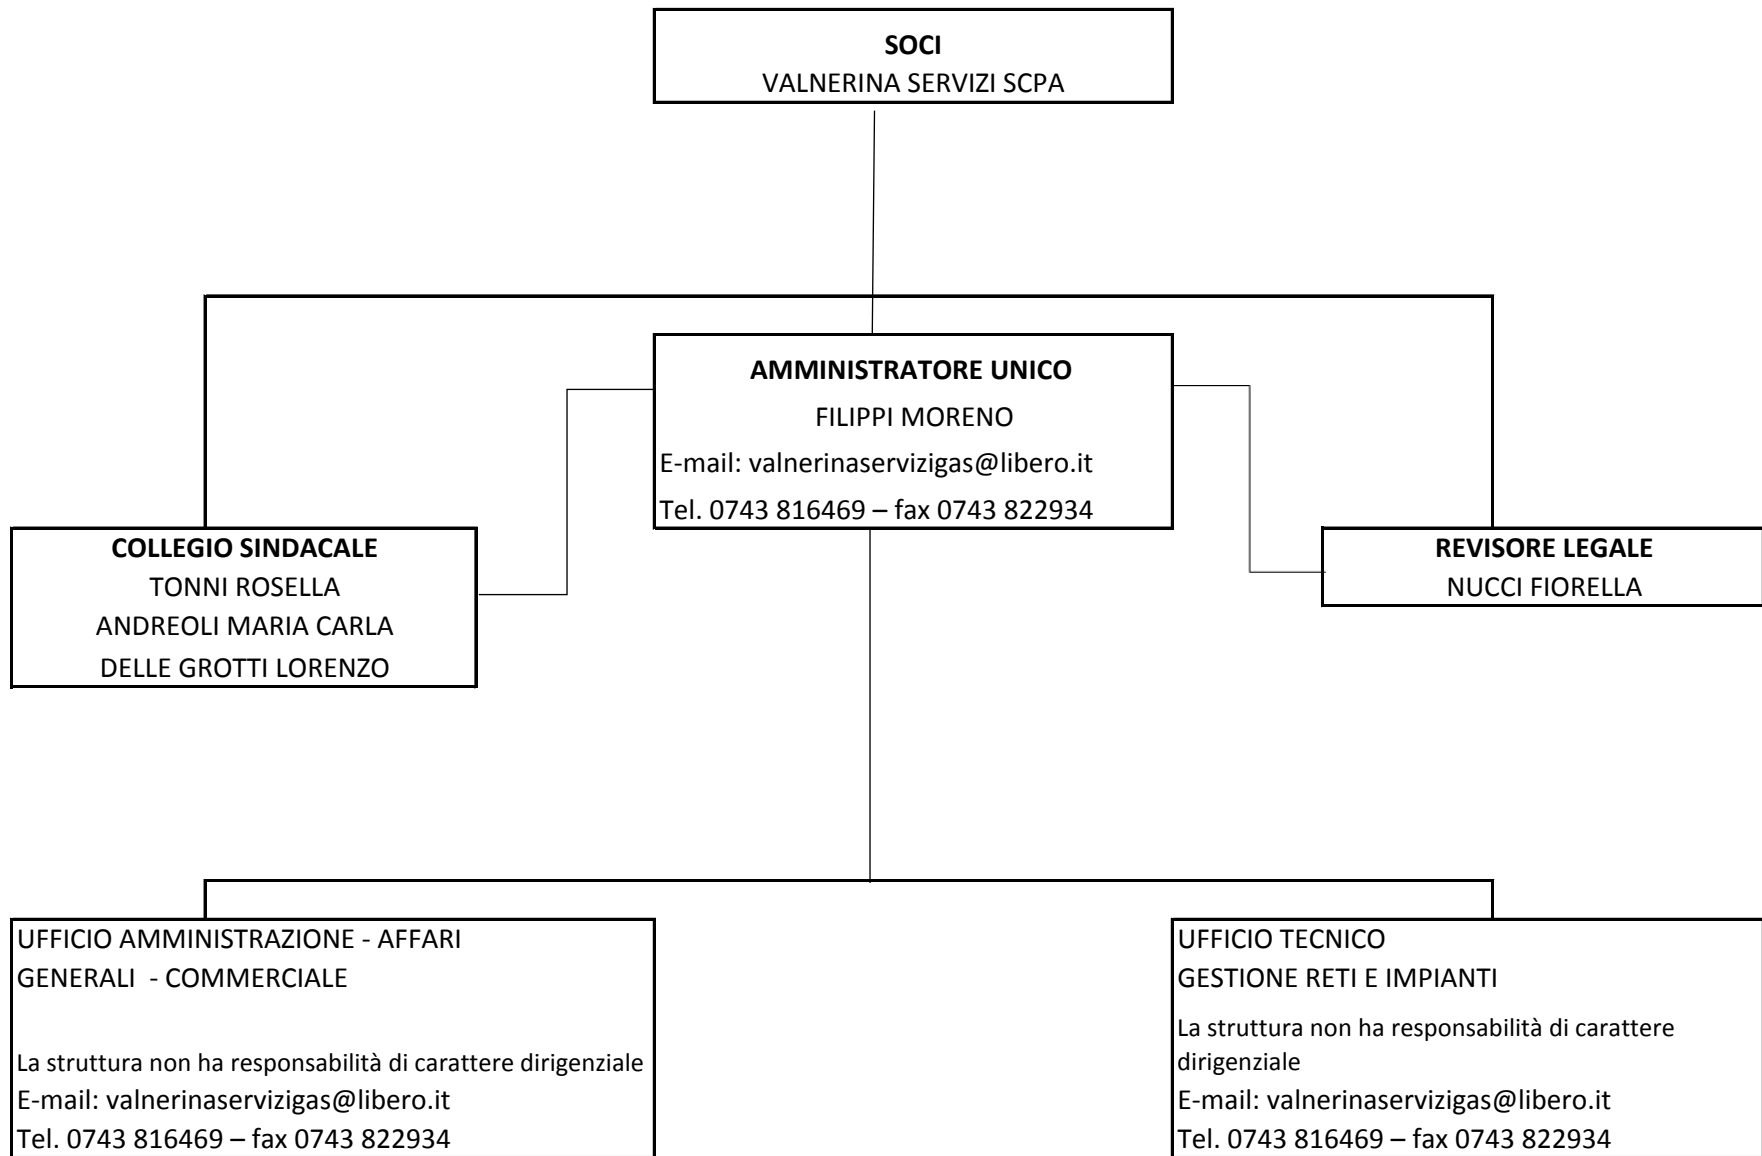 SOCI
VALNERINA SERVIZI SCPA
AMMINISTRATORE UNICO
FILIPPI MORENO
E-mail: valnerinaservizigas@libero.it
Tel. 0743 816469 – fax 0743 822934
COLLEGIO SINDACALE
TONNI ROSELLA
ANDREOLI MARIA CARLA
DELLE GROTTI LORENZO
REVISORE LEGALE
NUCCI FIORELLA
UFFICIO AMMINISTRAZIONE - AFFARI
GENERALI - COMMERCIALE
La struttura non ha responsabilità di carattere dirigenziale
E-mail: valnerinaservizigas@libero.it
Tel. 0743 816469 – fax 0743 822934
UFFICIO TECNICO
GESTIONE RETI E IMPIANTI
La struttura non ha responsabilità di carattere
dirigenziale
E-mail: valnerinaservizigas@libero.it
Tel. 0743 816469 – fax 0743 822934